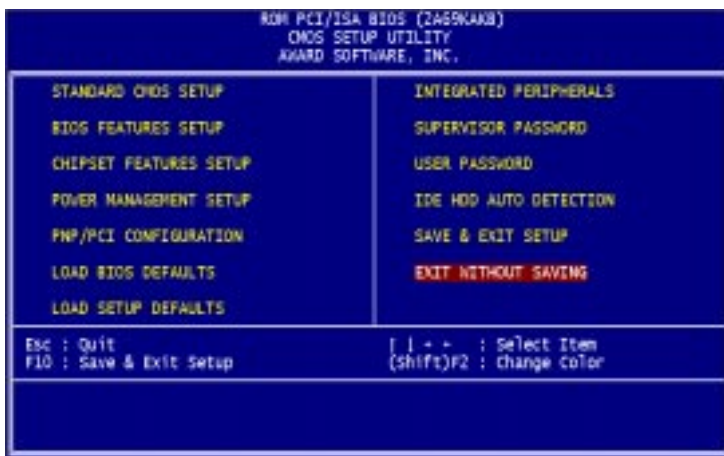 ROM PCI/ISA BIOS (2A69KAKB)
CMOS SETUP UTILITY
AWARD SOFTWARE, INC.
STANDARD CMOS SETUP
BIOS FEATURES SETUP
CHIPSET FEATURES SETUP
POWER MANAGEMENT SETUP
PNP/PCI CONFIGURATION
LOAD BIOS DEFAULTS
LOAD SETUP DEFAULTS
INTEGRATED PERIPHERALS
SUPERVISOR PASSWORD
USER PASSWORD
IDE HDD AUTO DETECTION
SAVE & EXIT SETUP
EXIT WITHOUT SAVING
Esc : Quit
F10 : Save & Exit Setup
: Select Item
(Shift)F2 : Change Color